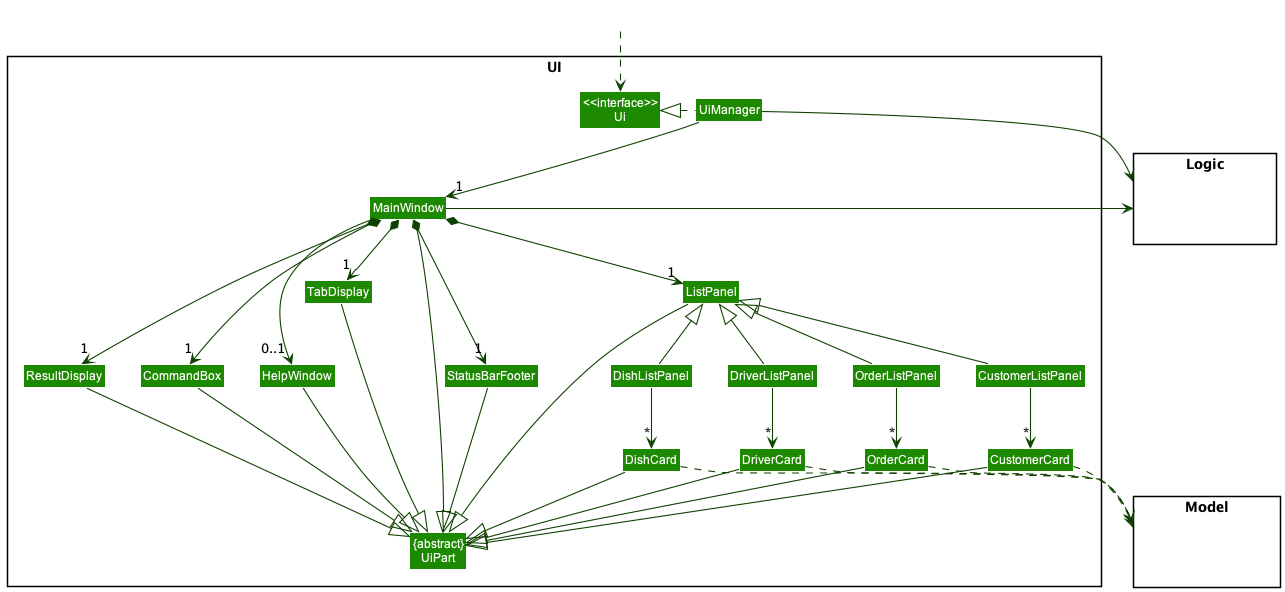 UI
<<interface>>
Ui
UiManager
Logic
1
MainWindow
1
1
TabDisplay
ListPanel
1
1
0..1
1
ResultDisplay
CommandBox
HelpWindow
StatusBarFooter
DishListPanel
DriverListPanel
OrderListPanel
CustomerListPanel
*
*
*
*
DishCard
DriverCard
OrderCard
CustomerCard
Model
{abstract}
UiPart